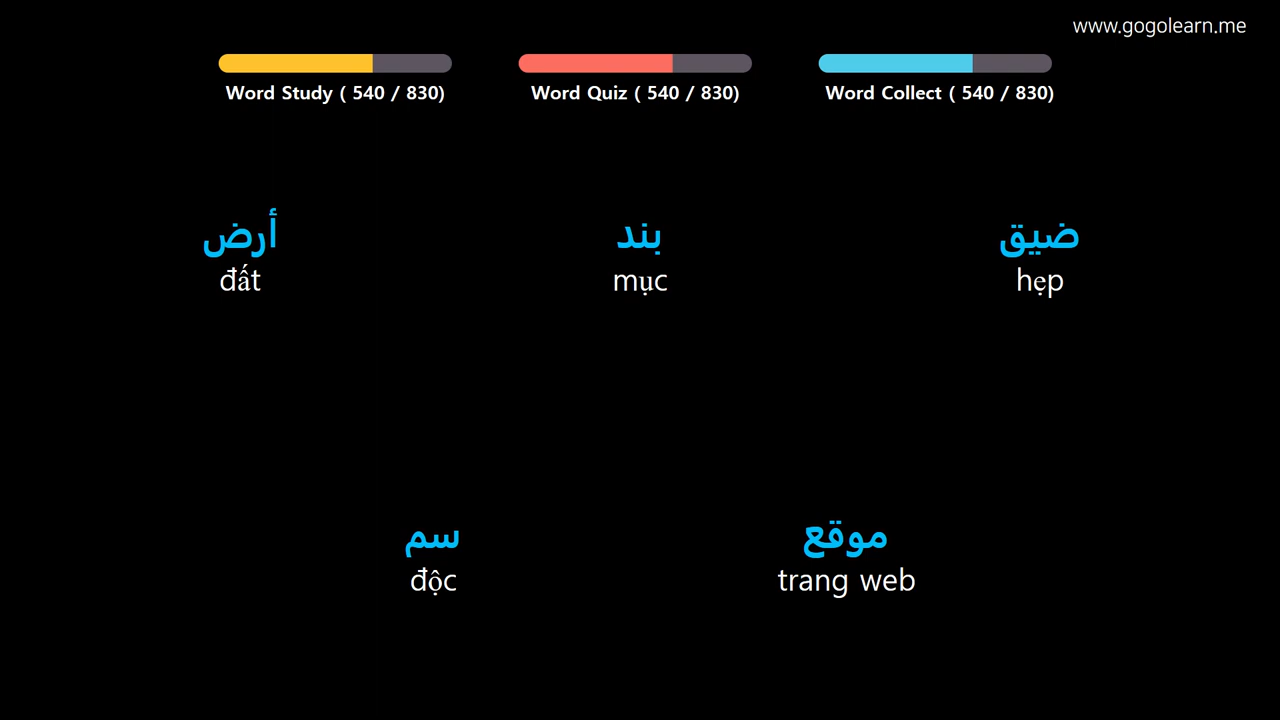 www.gogolearn.me
Word Study ( 540 / 830)
Word Quiz ( 540 / 830)
Word Collect ( 540 / 830)
أرض
đất
بند
mục
ضيق
hẹp
سم
độc
موقع
trang web